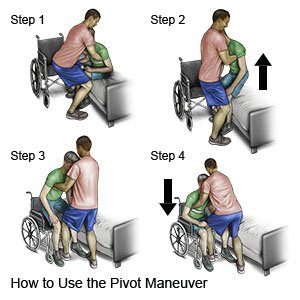 Step 1
Step 2
Step 3
Step 4
How to Use the Pivot Maneuver